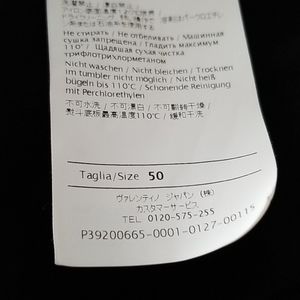 Не стирать / Не отбеливать / Машинная
сушка запрещена / Гладить максимум
110° / Щадящая сухая чистка
трифлотрихлорметаном
Nicht waschen / Nicht bleichen / Trocknen
im tumbler nicht möglich / Nicht heiß
bügeln bis 110°C / Schonende Reinigung
mit Perchlorethylen
不可水洗 / 不可漂白 / 不可翻转干燥 /
熨斗底板最高温度110℃ / 缓和干洗
Taglia/Size 50
ヴァレンティノ ジャパン (株)
カスタマーサービス
TEL 0120-575-255
P39200665-0001-0127-00115